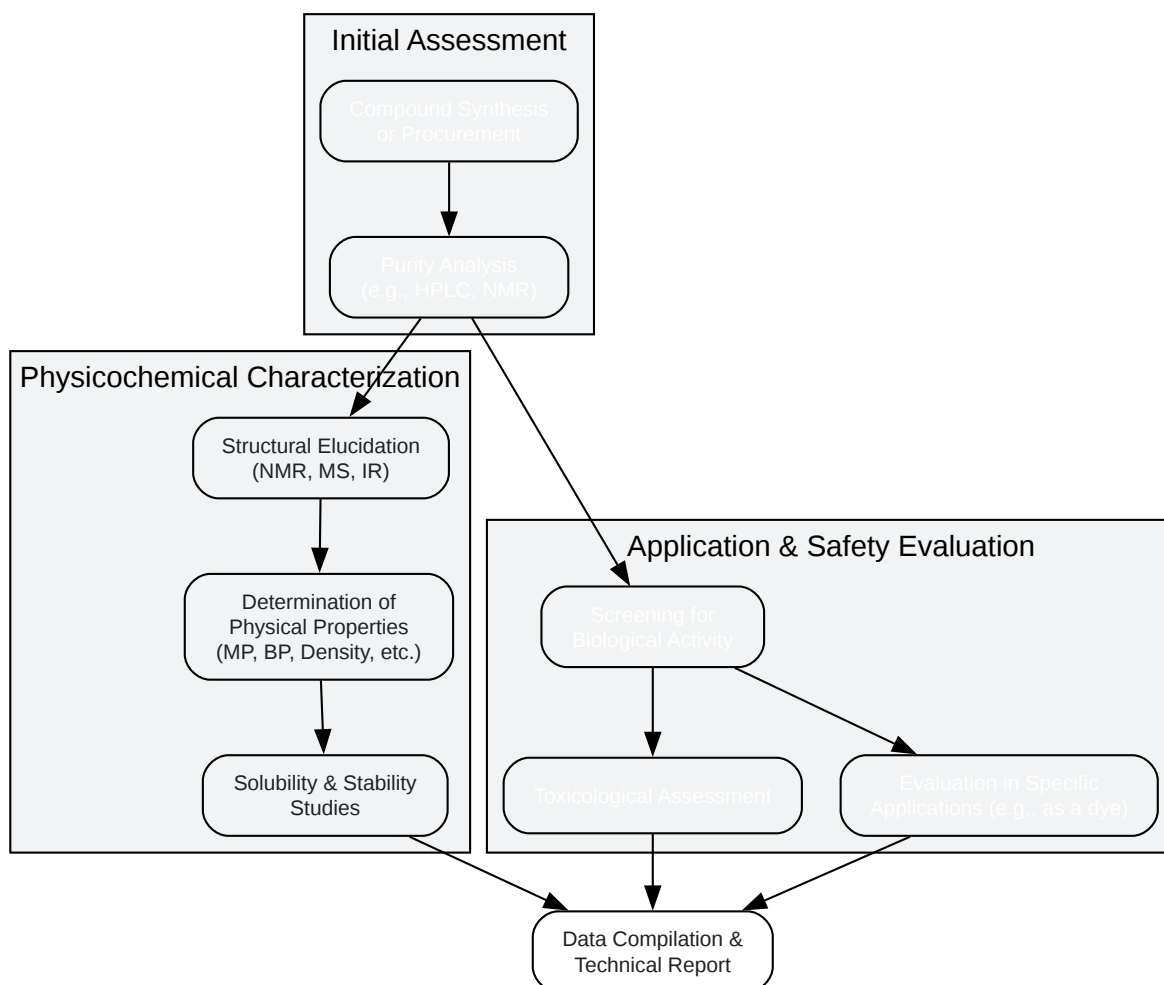 Initial Assessment
Compound Synthesis
or Procurement
Purity Analysis
(e.g., HPLC, NMR)
Physicochemical Characterization
Structural Elucidation
(NMR, MS, IR)
Determination of
Physical Properties
(MP, BP, Density, etc.)
Solubility & Stability
Studies
Application & Safety Evaluation
Screening for
Biological Activity
Toxicological Assessment
Evaluation in Specific
Applications (e.g., as a dye)
Data Compilation &
Technical Report